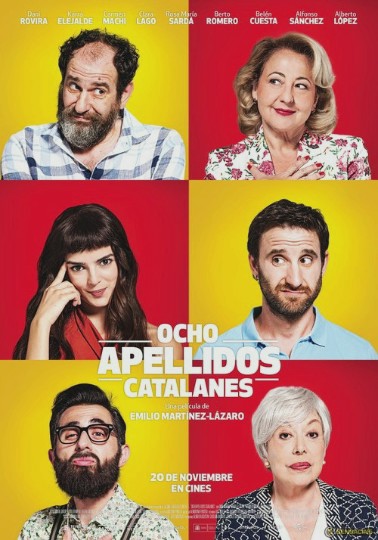 Dani Karra Carmen Clara Rosa María Berto Belén Alfonso Alberto
ROVIRA ELEJALDE MACHI LAGO SARDÀ ROMERO CUESTA SÁNCHEZ LÓPEZ
OCHO
APELLIDOS
CATALANES
UNA película de
EMILIO MARTÍNEZ-LÁZARO
20 DE NOVIEMBRE
EN CINES